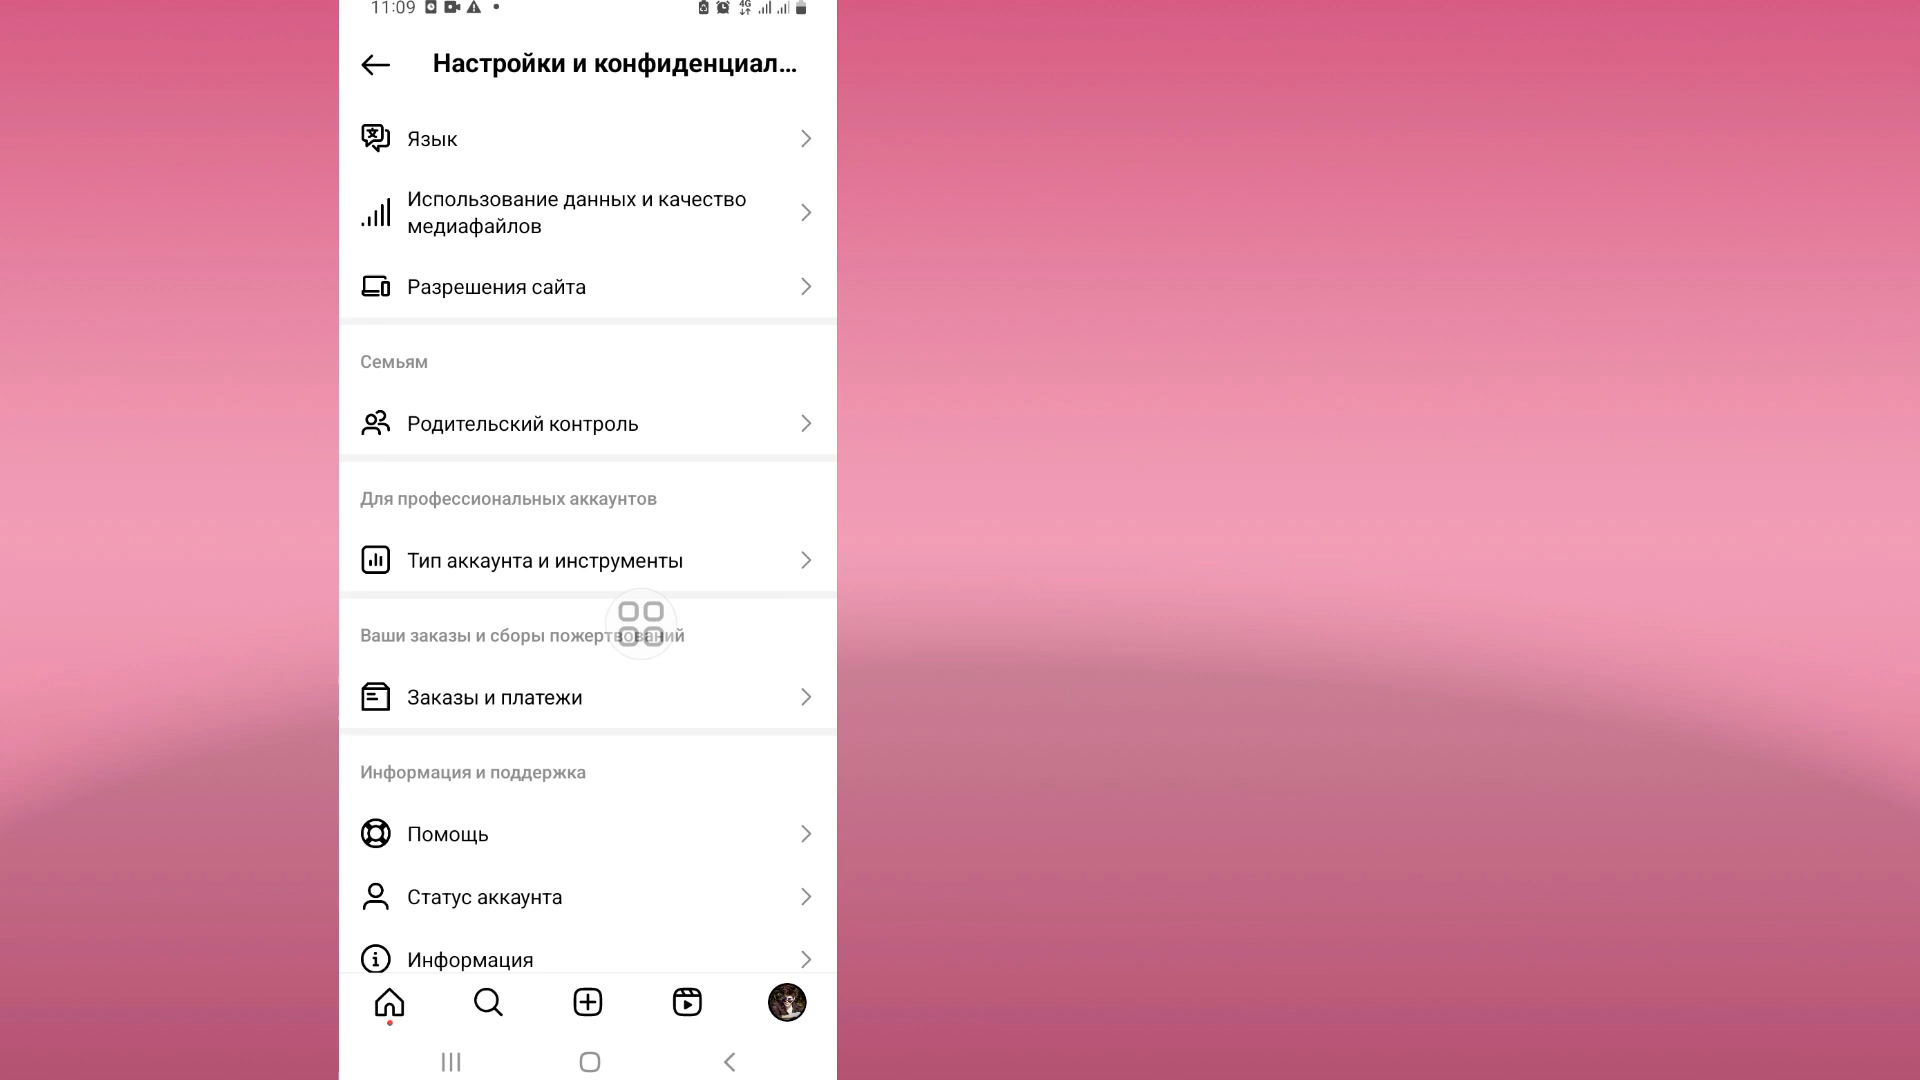 11:09
4G
Настройки и конфиденциал...
Язык
Использование данных и качество
медиафайлов
Разрешения сайта
Семьям
Родительский контроль
Для профессиональных аккаунтов
Тип аккаунта и инструменты
Ваши заказы и сборы пожертвований
Заказы и платежи
Информация и поддержка
Помощь
Статус аккаунта
Информация